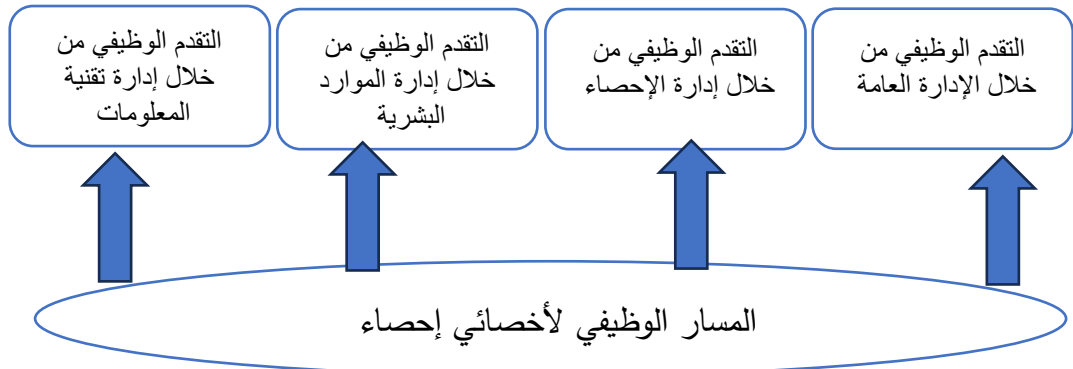 التقدم الوظيفي من
خلال الإدارة العامة
التقدم الوظيفي من
خلال إدارة الإحصاء
التقدم الوظيفي من
خلال إدارة الموارد
البشرية
التقدم الوظيفي من
خلال إدارة تقنية
المعلومات
المسار الوظيفي لأخصائي إحصاء